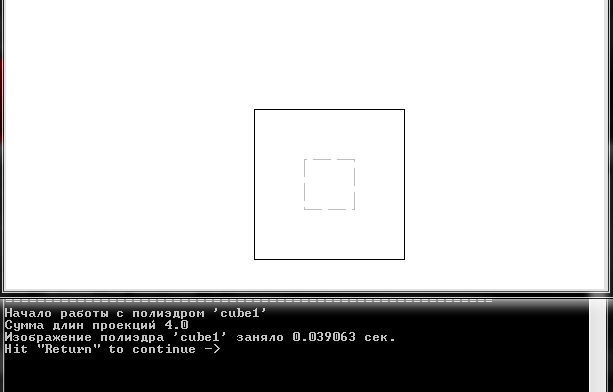 Начало работы с полиэдром 'cube1'
Сумма длин проекций 4.0
Изображение полиэдра 'cube1' заняло 0.039063 сек.
Hit "Return" to continue ->